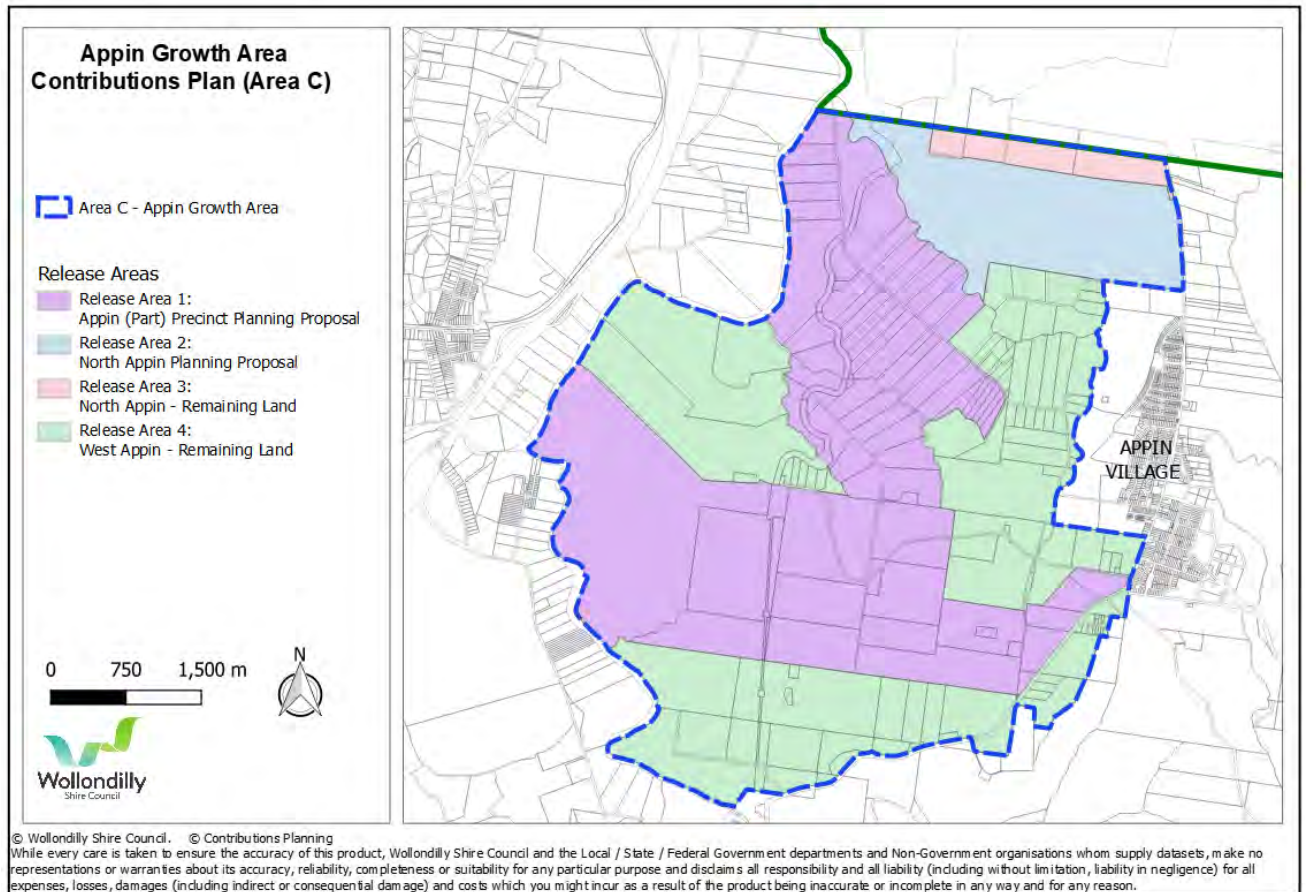 Appin Growth Area
Contributions Plan (Area C)
Area C - Appin Growth Area
Release Areas
Release Area 1:
Appin (Part) Precinct Planning Proposal
Release Area 2:
North Appin Planning Proposal
Release Area 3:
North Appin - Remaining Land
Release Area 4:
West Appin - Remaining Land
0 750 1,500 m
N
Wollondilly
Shire Council
APPIN
VILLAGE
© Wollondilly Shire Council. © Contributions Planning
While every care is taken to ensure the accuracy of this product, Wollondilly Shire Council and the Local / State / Federal Government departments and Non-Government organisations whom supply datasets, make no
representations or warranties about its accuracy, reliability, completeness or suitability for any particular purpose and disclaims all responsibility and all liability (including without limitation, liability in negligence) for all
expenses, losses, damages (including indirect or consequential damage) and costs which you might incur as a result of the product being inaccurate or incomplete in any way and for any reason.